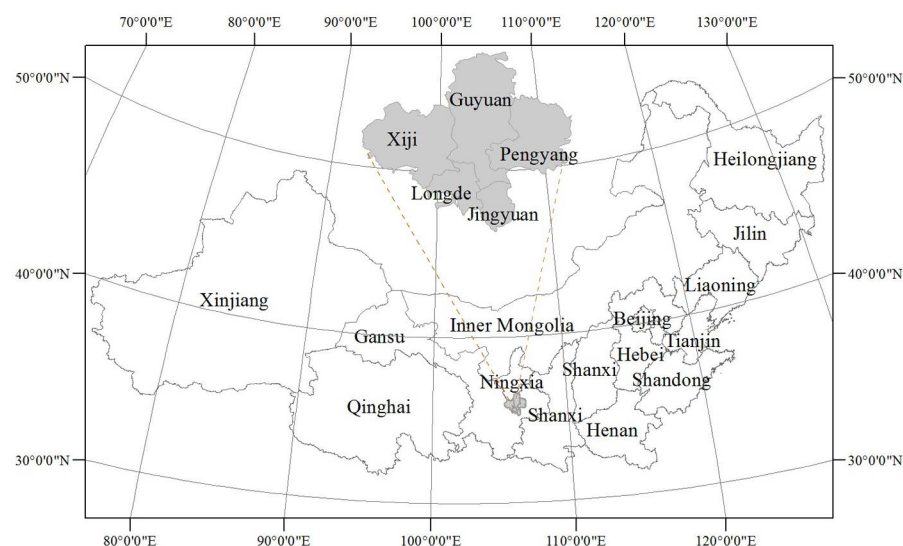 70°0'0"E 80°0'0"E 90°0'0"E 100°0'0"E 110°0'0"E 120°0'0"E 130°0'0"E
50°0'0"N 50°0'0"N
Guyuan
Xiji
Pengyang
Heilongjiang
Longde
Jingyuan
Jilin
40°0'0"N 40°0'0"N
Liaoning
Xinjiang
Beijing
Inner Mongolia
Gansu
Tianjin
Hebei
Shanxi
Ningxia
Shandong
Qinghai
Shanxi
Henan
30°0'0"N 30°0'0"N
80°0'0"E 90°0'0"E 100°0'0"E 110°0'0"E 120°0'0"E